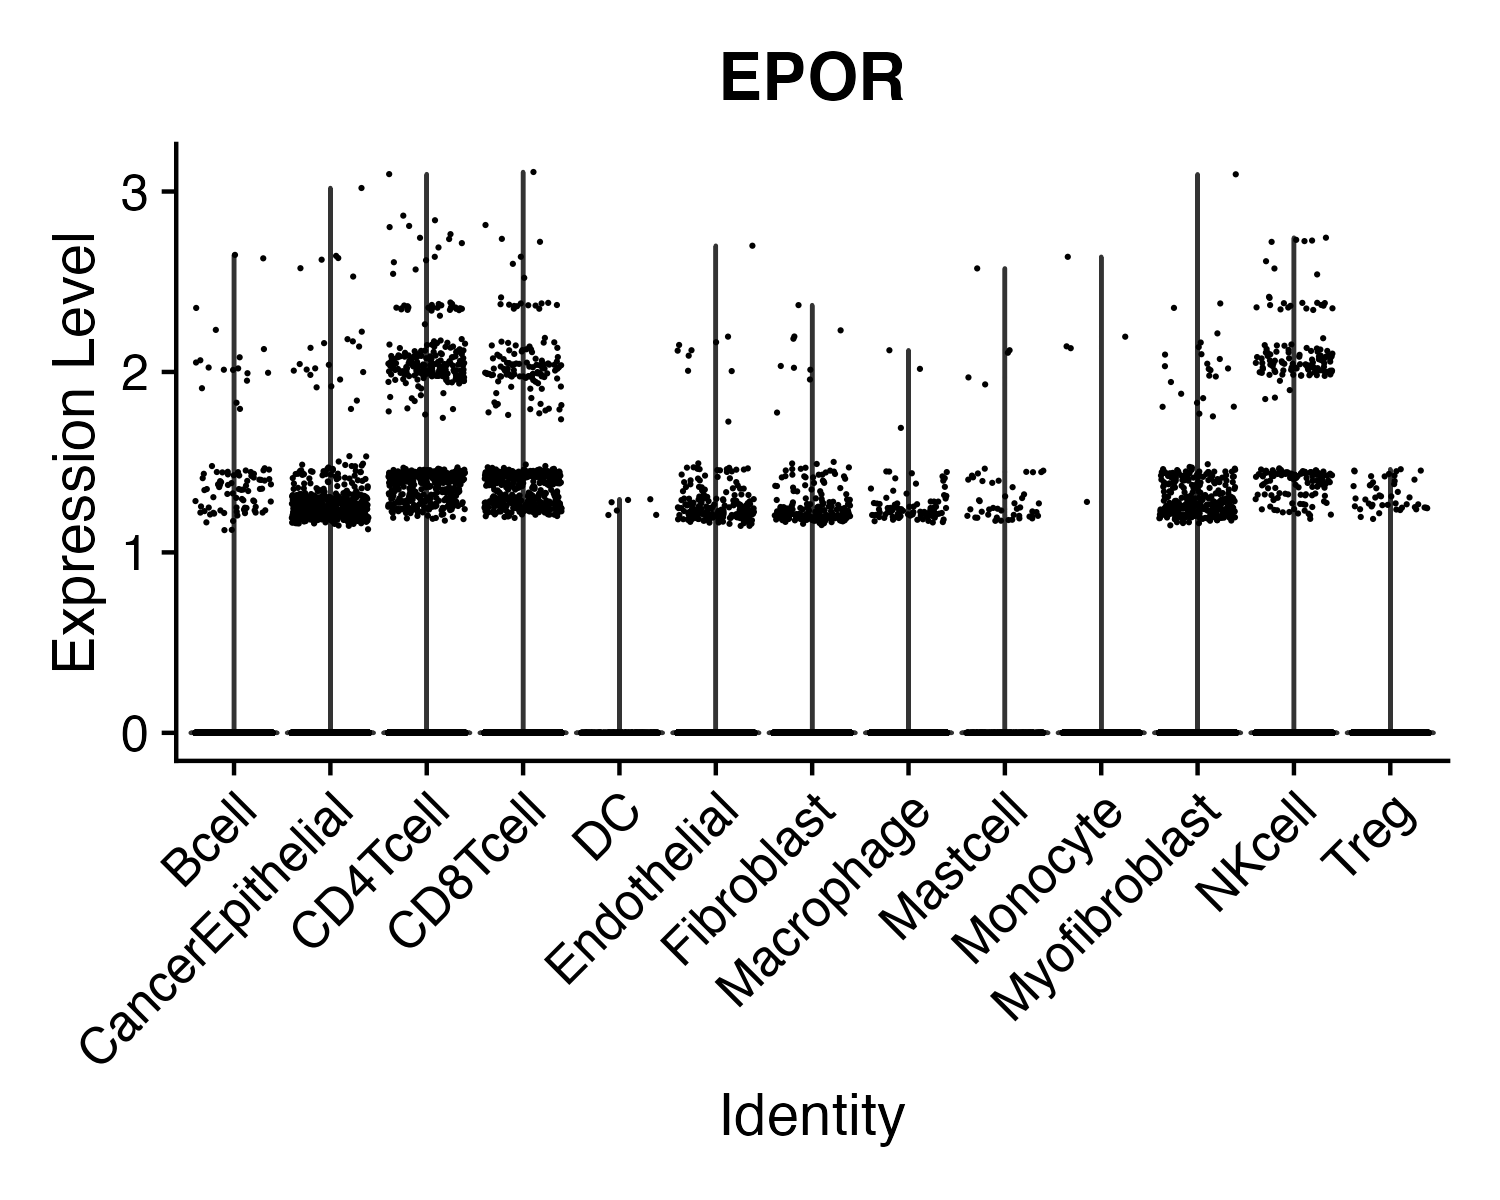 EPOR
Expression Level
3
2
1
0
Bcell
CancerEpithelial
CD4Tcell
CD8Tcell
DC
Endothelial
Fibroblast
Macrophage
Mastcell
Monocyte
Myofibroblast
NKcell
Treg
Identity